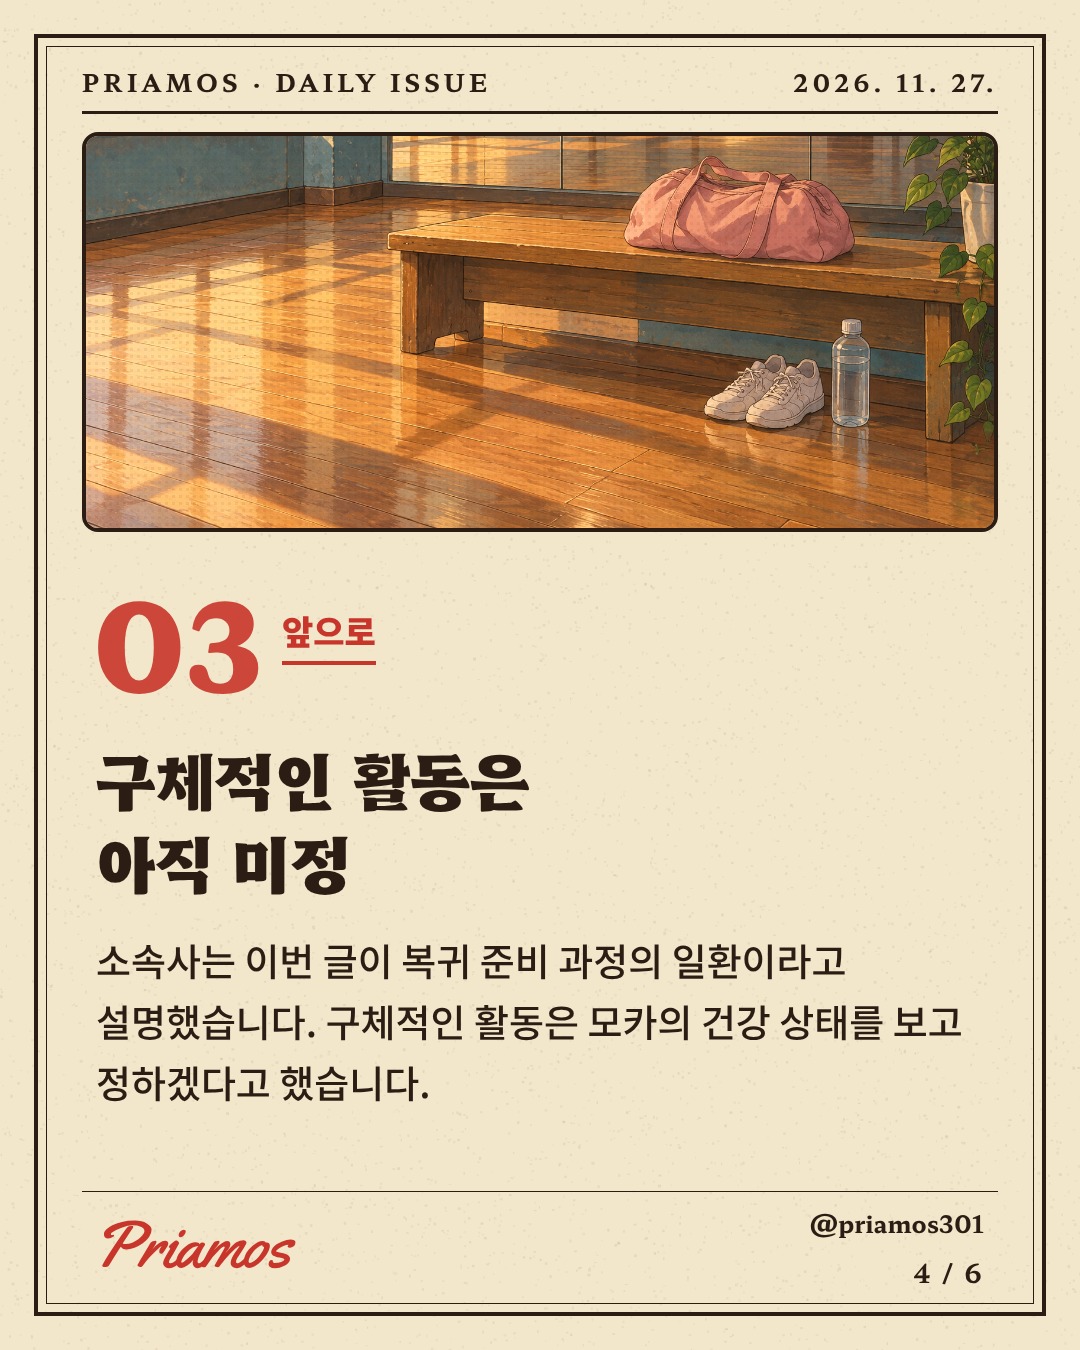 PRIAMOS · DAILY ISSUE
2026. 11. 27.
03
앞으로
구체적인 활동은
아직 미정
소속사는 이번 글이 복귀 준비 과정의 일환이라고
설명했습니다. 구체적인 활동은 모카의 건강 상태를 보고
정하겠다고 했습니다.
Priamos
@priamos301
4 / 6